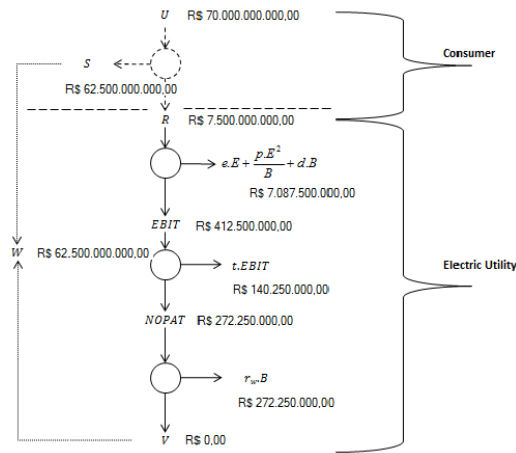 U R$ 70.000.000.000,00
Consumer
S
R$ 62.500.000.000,00
R R$ 7.500.000.000,00
e.E + p.E²/B + d.B
R$ 7.087.500.000,00
EBIT R$ 412.500.000,00
W R$ 62.500.000.000,00
t.EBIT
Electric Utility
R$ 140.250.000,00
NOPAT R$ 272.250.000,00
r_w.B
R$ 272.250.000,00
V R$ 0,00